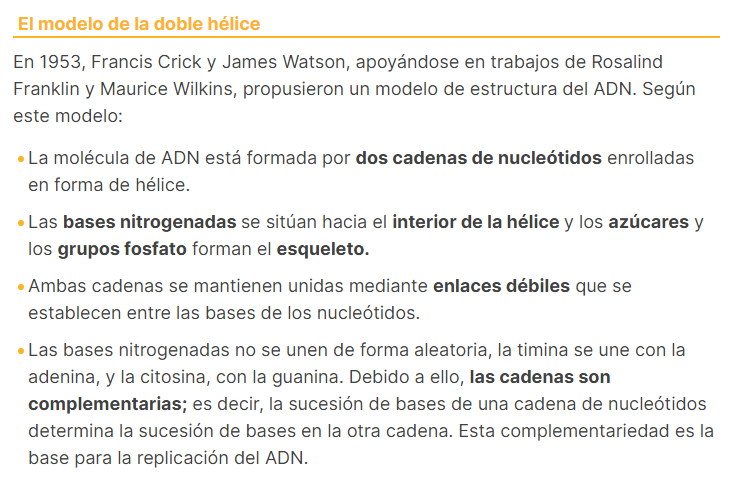 El modelo de la doble hélice
En 1953, Francis Crick y James Watson, apoyándose en trabajos de Rosalind
Franklin y Maurice Wilkins, propusieron un modelo de estructura del ADN. Según
este modelo:
• La molécula de ADN está formada por dos cadenas de nucleótidos enrolladas
en forma de hélice.
• Las bases nitrogenadas se sitúan hacia el interior de la hélice y los azúcares y
los grupos fosfato forman el esqueleto.
• Ambas cadenas se mantienen unidas mediante enlaces débiles que se
establecen entre las bases de los nucleótidos.
• Las bases nitrogenadas no se unen de forma aleatoria, la timina se une con la
adenina, y la citosina, con la guanina. Debido a ello, las cadenas son
complementarias; es decir, la sucesión de bases de una cadena de nucleótidos
determina la sucesión de bases en la otra cadena. Esta complementariedad es la
base para la replicación del ADN.